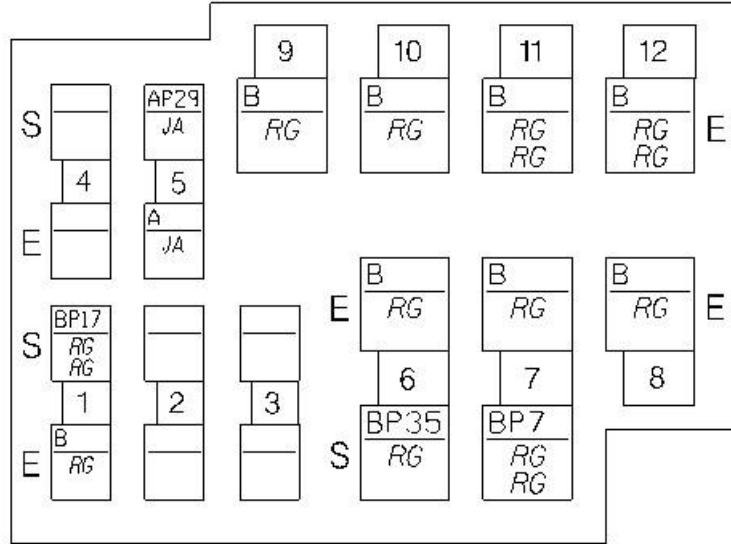 9 10 11 12
B B B B
RG RG RG RG
RG RG
E
S AP29
JA
4 5
E A
JA
B B B
E RG RG RG E
6 7 8
BP35 BP7
S RG RG
RG
S BP17
RG
RG
1 2 3
E B
RG